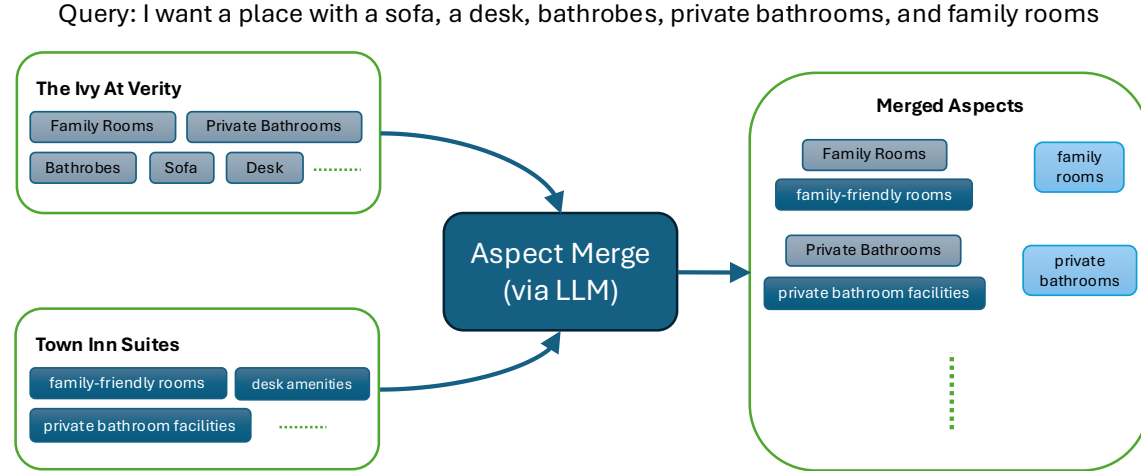 Query: I want a place with a sofa, a desk, bathrobes, private bathrooms, and family rooms
The Ivy At Verity
Family Rooms
Private Bathrooms
Bathrobes
Sofa
Desk
Town Inn Suites
family-friendly rooms
desk amenities
private bathroom facilities
Aspect Merge
(via LLM)
Merged Aspects
Family Rooms
family-friendly rooms
family
rooms
Private Bathrooms
private bathroom facilities
private
bathrooms